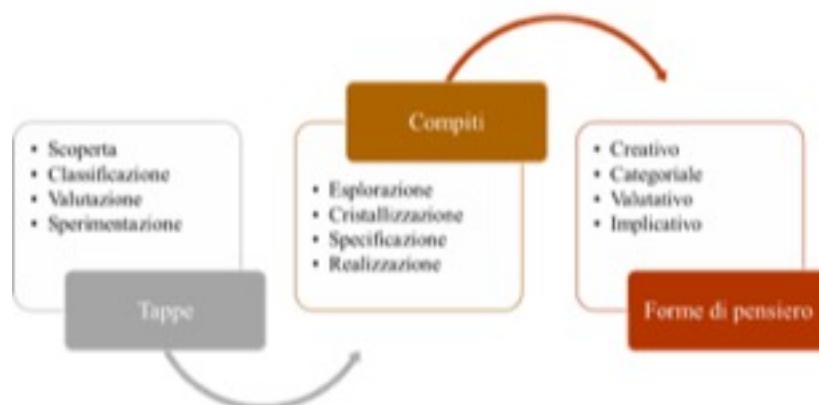 • Scoperta
• Classificazione
• Valutazione
• Sperimentazione
Tappe
Compiti
• Esplorazione
• Cristallizzazione
• Specificazione
• Realizzazione
• Creativo
• Categoriale
• Valutativo
• Implicativo
Forme di pensiero